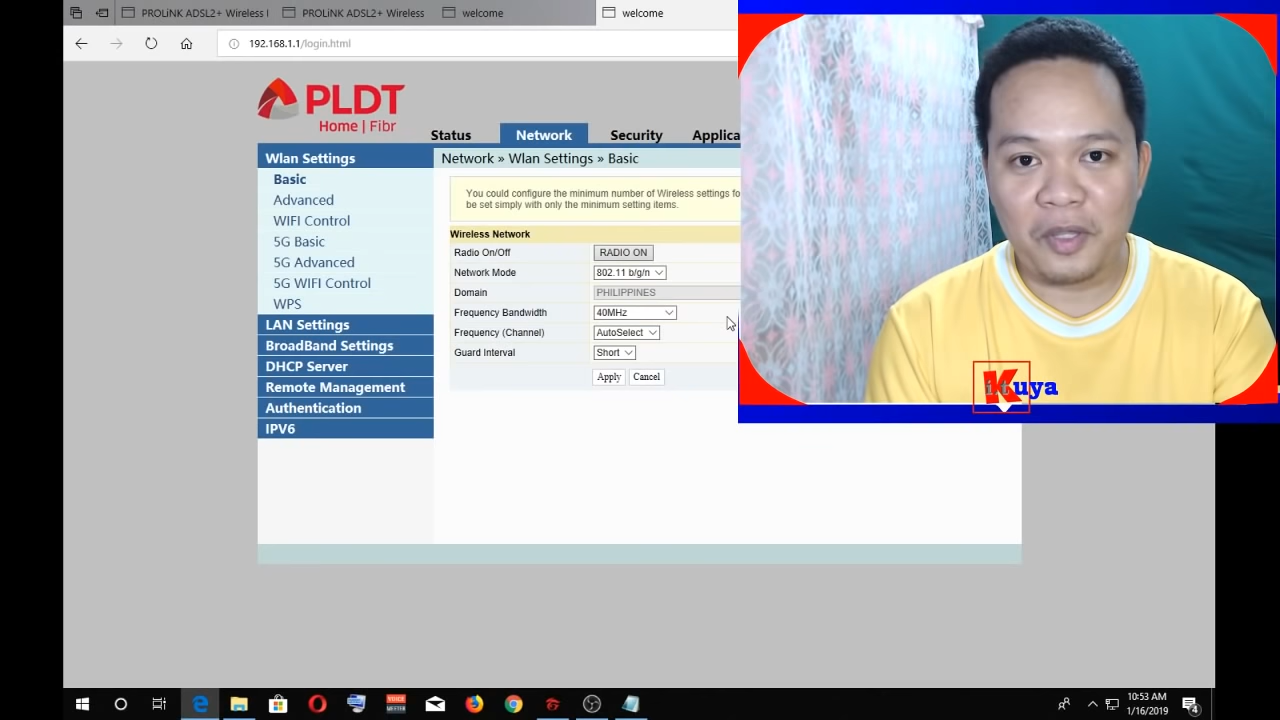 PROLiNK ADSL2+ Wireless
PROLiNK ADSL2+ Wireless
welcome
welcome
192.168.1.1/login.html
PLDT
Home | Fibr
Status
Network
Security
Applica
Wlan Settings
Network » Wlan Settings » Basic
Basic
Advanced
WIFI Control
5G Basic
5G Advanced
5G WIFI Control
WPS
LAN Settings
BroadBand Settings
DHCP Server
Remote Management
Authentication
IPV6
You could configure the minimum number of Wireless settings fo
be set simply with only the minimum setting items.
Wireless Network
Radio On/Off RADIO ON
Network Mode 802.11 b/g/n
Domain PHILIPPINES
Frequency Bandwidth 40MHz
Frequency (Channel) AutoSelect
Guard Interval Short
Apply Cancel
itKuya
10:53 AM
1/16/2019
4